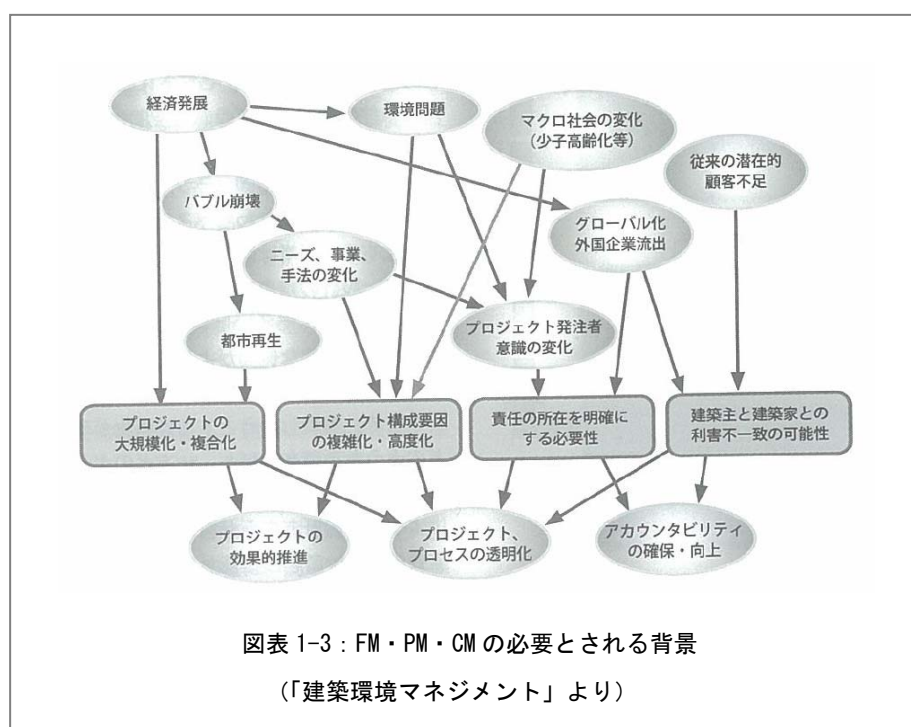 経済発展
環境問題
マクロ社会の変化
(少子高齢化等)
従来の潜在的
顧客不足
バブル崩壊
グローバル化
外国企業流出
ニーズ、事業、
手法の変化
プロジェクト発注者
意識の変化
都市再生
プロジェクトの
大規模化・複合化
プロジェクト構成要因
の複雑化・高度化
責任の所在を明確に
する必要性
建築主と建築家との
利害不一致の可能性
プロジェクトの
効果的推進
プロジェクト、
プロセスの透明化
アカウンタビリティ
の確保・向上
図表 1-3：FM・PM・CM の必要とされる背景
(「建築環境マネジメント」より)